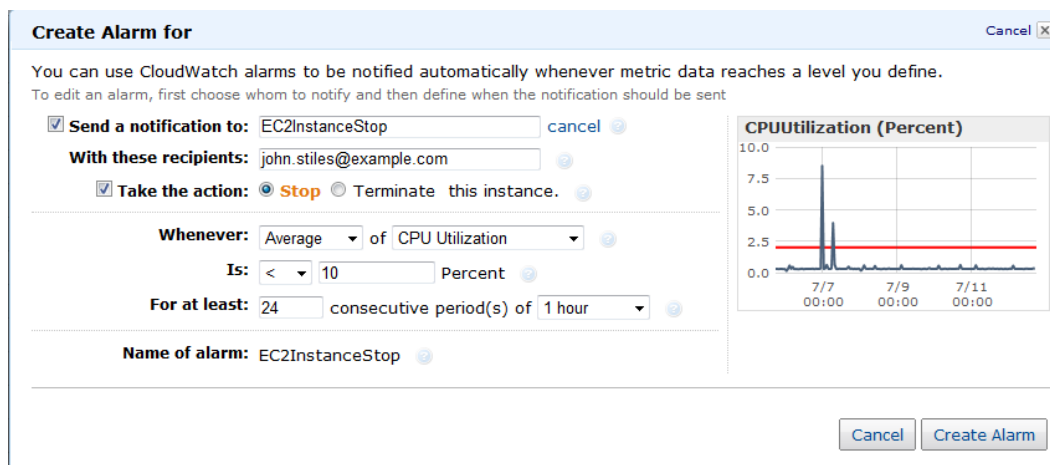 Create Alarm for
Cancel
You can use CloudWatch alarms to be notified automatically whenever metric data reaches a level you define.
To edit an alarm, first choose whom to notify and then define when the notification should be sent
Send a notification to: EC2InstanceStop cancel ?
With these recipients: john.stiles@example.com ?
Take the action: Stop Terminate this instance. ?
Whenever: Average of CPU Utilization ?
Is: < 10 Percent ?
For at least: 24 consecutive period(s) of 1 hour ?
Name of alarm: EC2InstanceStop ?
CPUUtilization (Percent)
10.0
7.5
5.0
2.5
0.0
7/7 7/9 7/11
00:00 00:00 00:00
Cancel Create Alarm